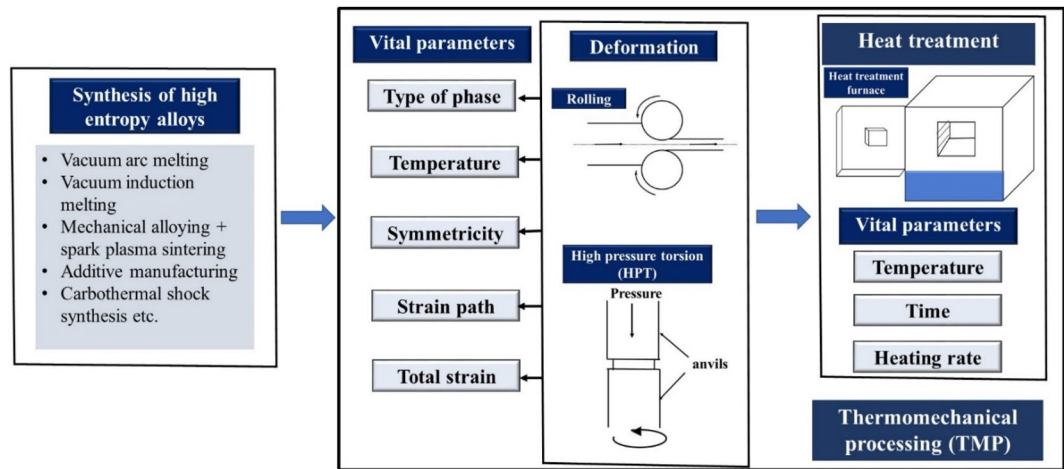 Synthesis of high
entropy alloys
• Vacuum arc melting
• Vacuum induction
melting
• Mechanical alloying +
spark plasma sintering
• Additive manufacturing
• Carbothermal shock
synthesis etc.
Vital parameters
Type of phase
Temperature
Symmetricity
Strain path
Total strain
Deformation
Rolling
High pressure torsion
(HPT)
Pressure
anvils
Heat treatment
Heat treatment
furnace
Vital parameters
Temperature
Time
Heating rate
Thermomechanical
processing (TMP)